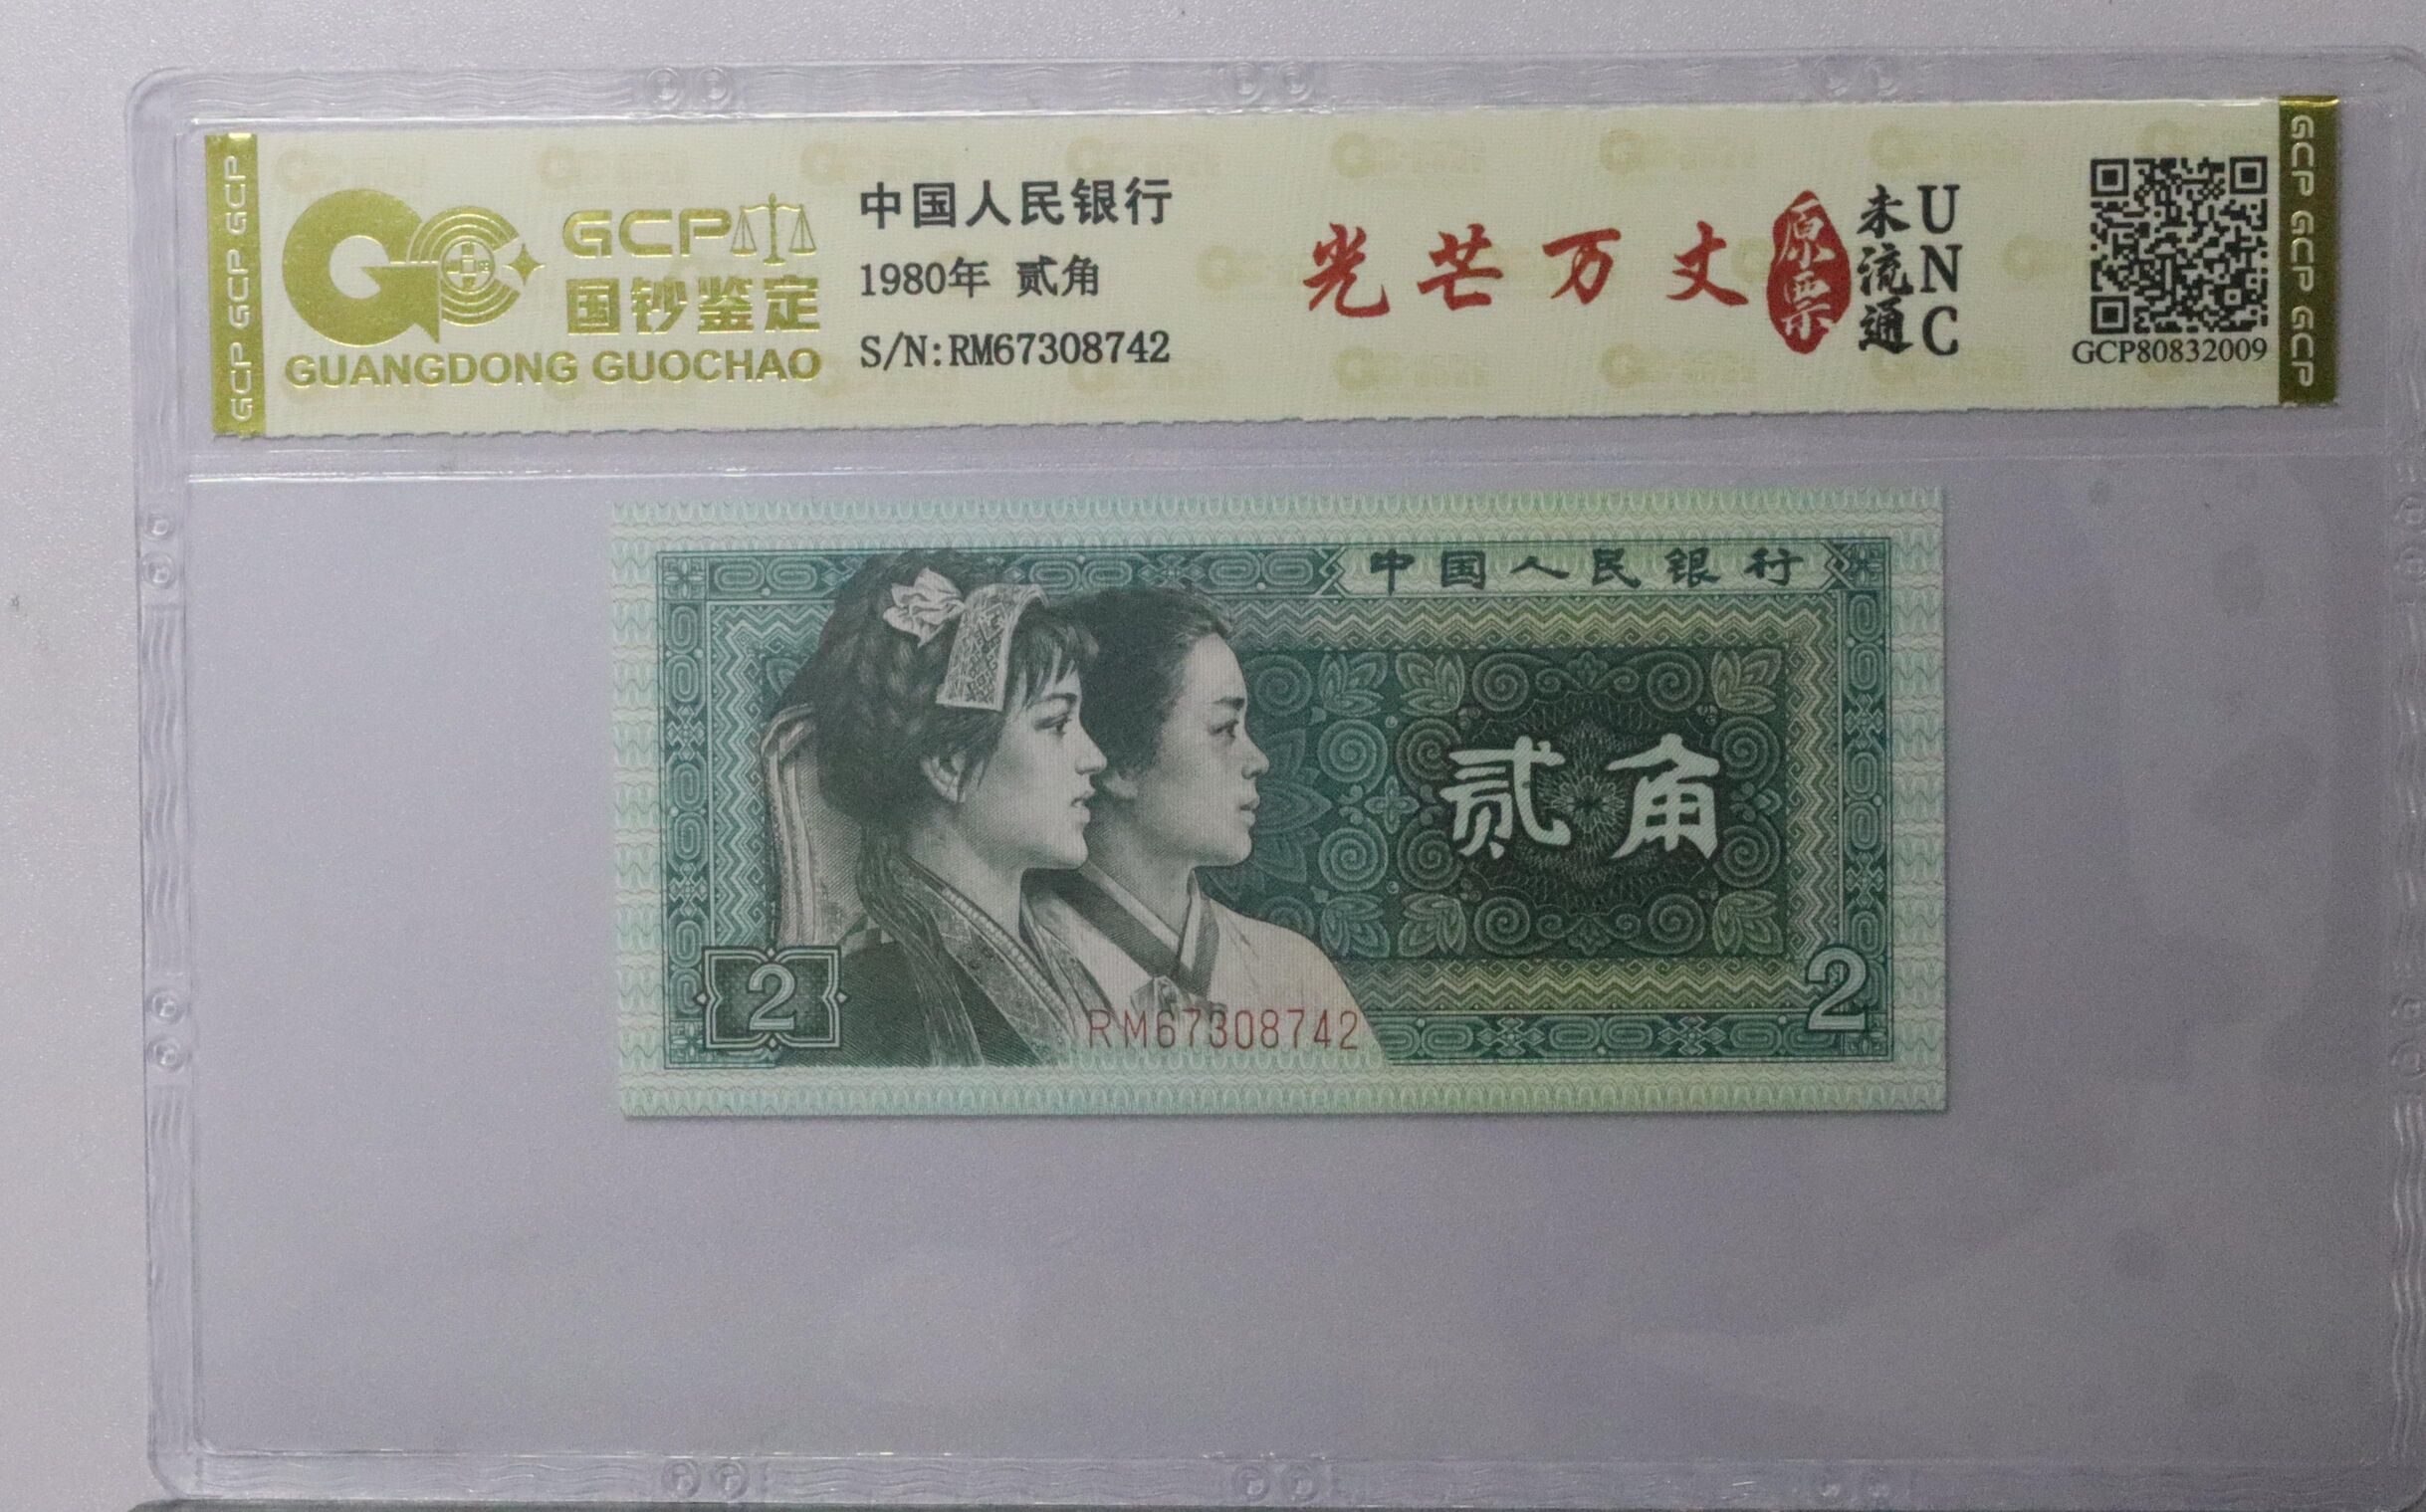 GCP GCP GCP
GCP
国钞鉴定
GUANGDONG GUOCHAO
中国人民银行
1980年 贰角
S/N:RM67308742
光芒万丈
原票
未流通
UNC
GCP80832009
GCP GCP GCP
中国人民银行
贰角
2
2
RM67308742